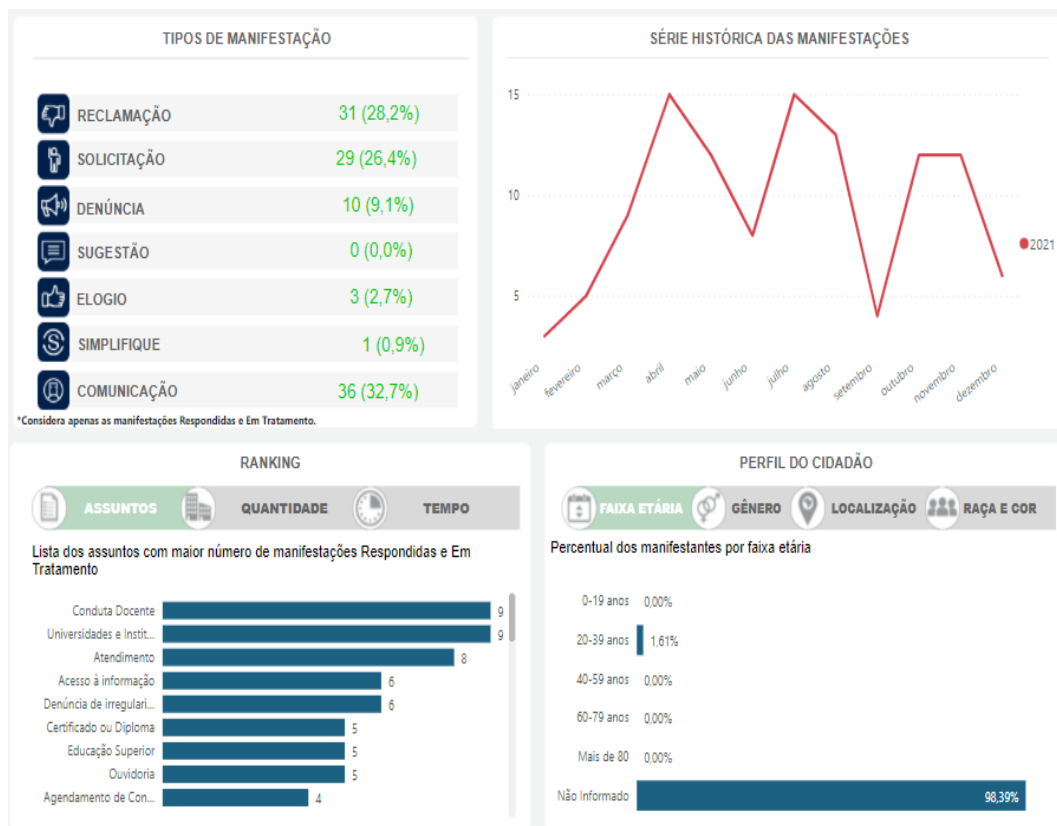 TIPOS DE MANIFESTAÇÃO
RECLAMAÇÃO 31 (28,2%)
SOLICITAÇÃO 29 (26,4%)
DENÚNCIA 10 (9,1%)
SUGESTÃO 0 (0,0%)
ELOGIO 3 (2,7%)
SIMPLIFIQUE 1 (0,9%)
COMUNICAÇÃO 36 (32,7%)
*Considera apenas as manifestações Respondidas e Em Tratamento.
SÉRIE HISTÓRICA DAS MANIFESTAÇÕES
15
10
5
janeiro
fevereiro
março
abril
maio
junho
julho
agosto
setembro
outubro
novembro
dezembro
2021
RANKING
ASSUNTOS QUANTIDADE TEMPO
Lista dos assuntos com maior número de manifestações Respondidas e Em
Tratamento
Conduta Docente 9
Universidades e Instit... 9
Atendimento 8
Acesso à informação 6
Denúncia de irregulari... 6
Certificado ou Diploma 5
Educação Superior 5
Ouvidoria 5
Agendamento de Con... 4
PERFIL DO CIDADÃO
FAIXA ETÁRIA GÊNERO LOCALIZAÇÃO RAÇA E COR
Percentual dos manifestantes por faixa etária
0-19 anos 0,00%
20-39 anos 1,61%
40-59 anos 0,00%
60-79 anos 0,00%
Mais de 80 0,00%
Não Informado 98,39%